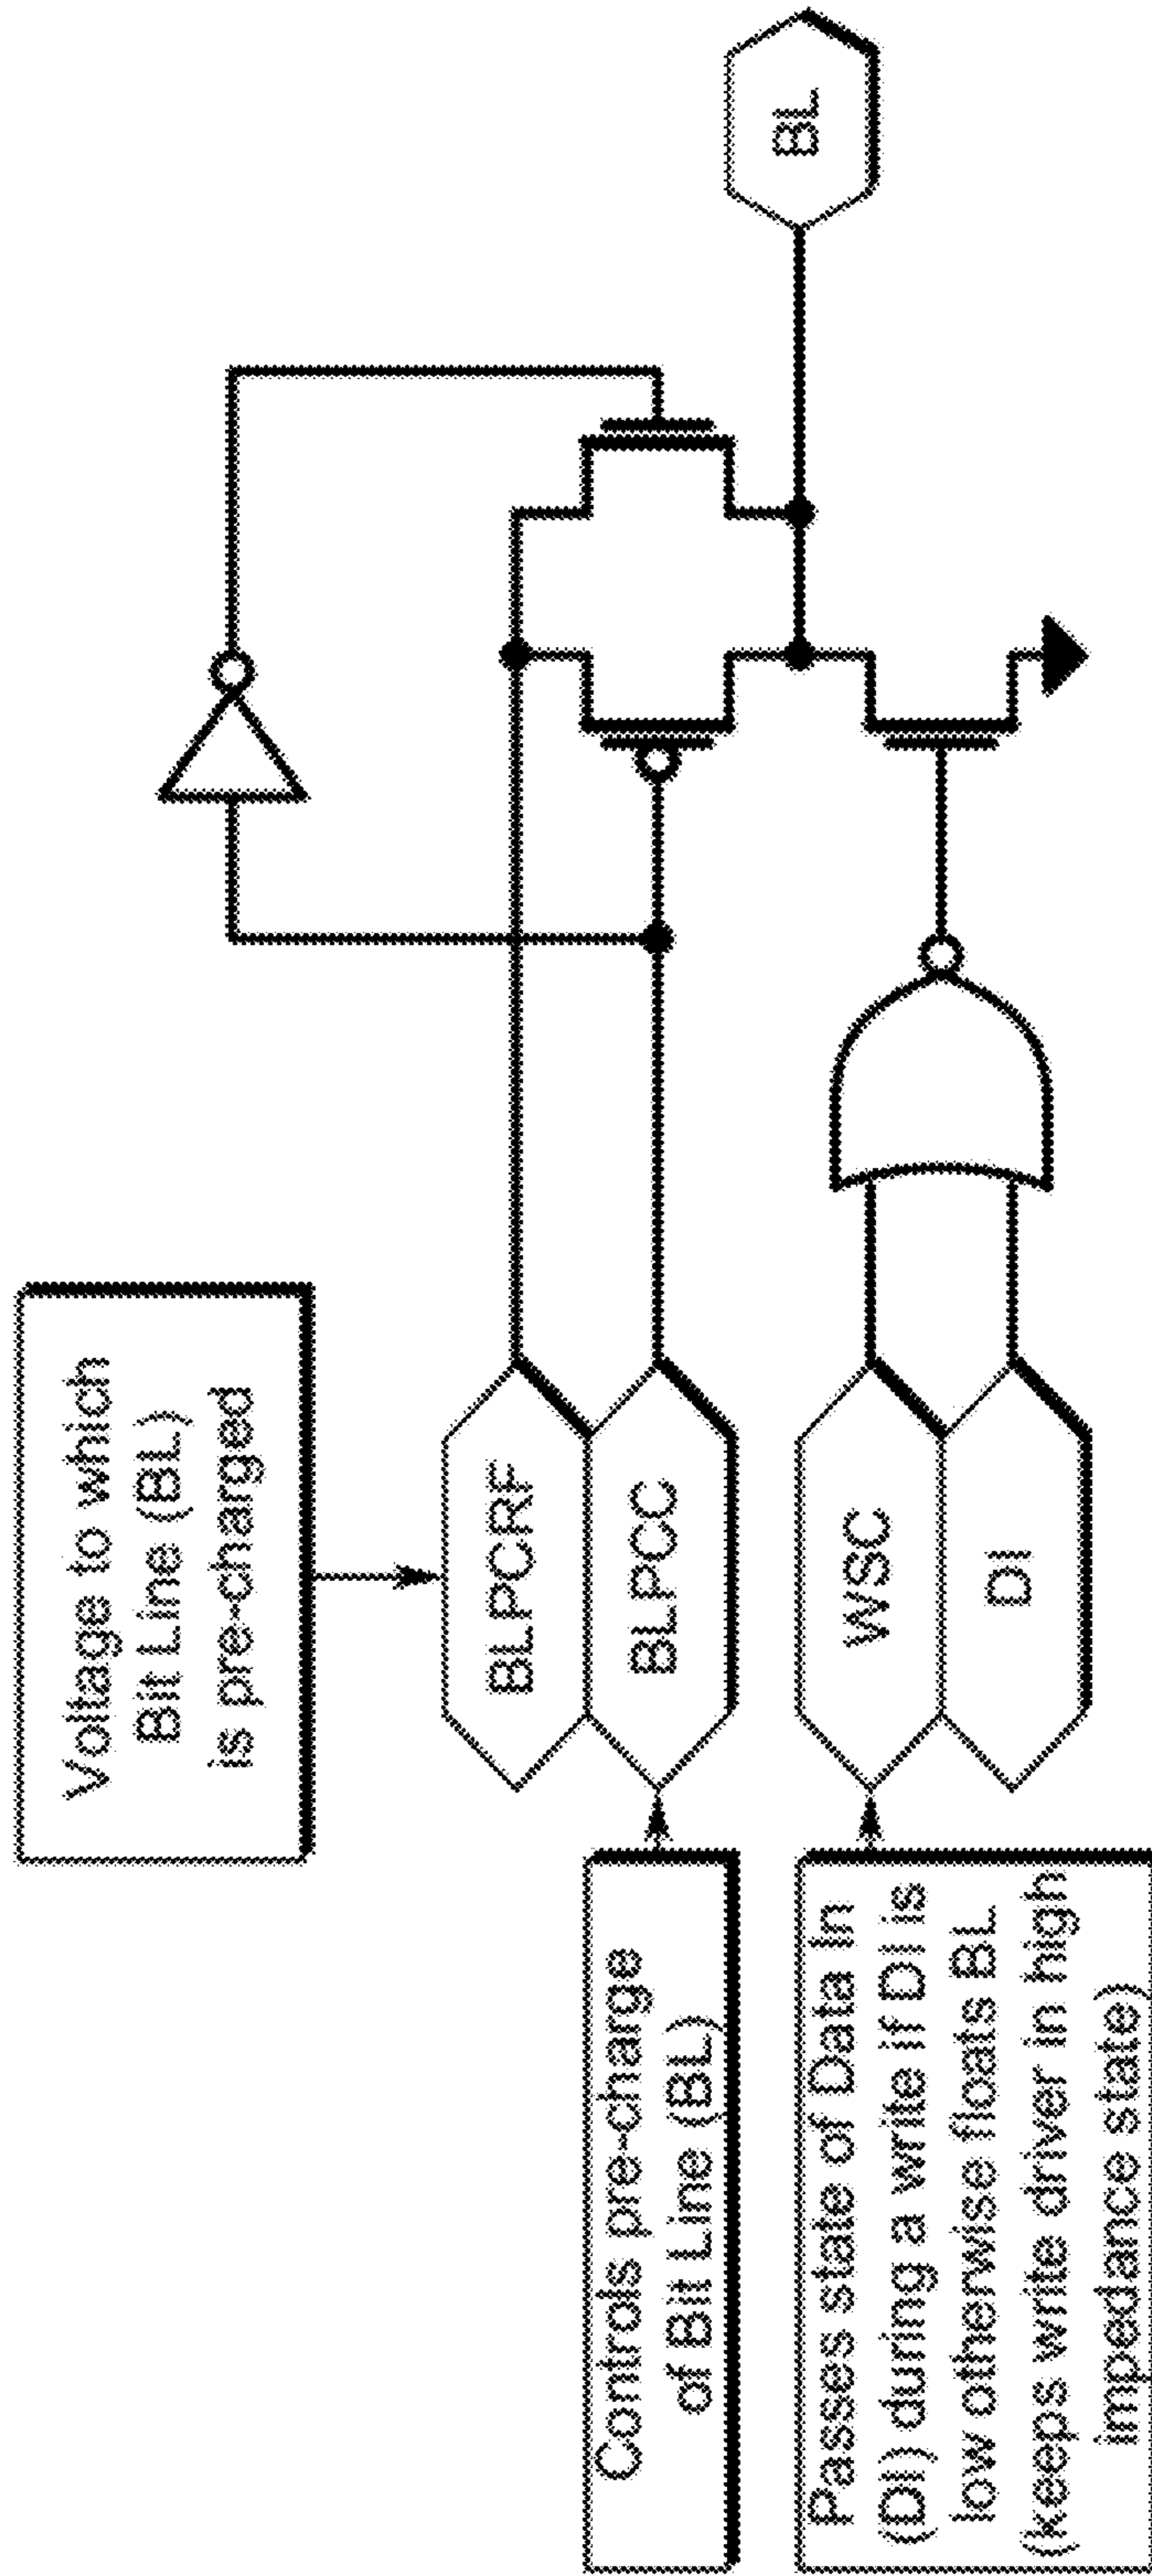 Voltage to which
Bit Line (BL)
is pre-charged
BLPCRF
Controls pre-charge
of Bit Line (BL)
BLPCC
BL
Passes state of Data In
(DI) during a write if DI is
low otherwise floats BL
(keeps write driver in high
impedance state)
WSC
DI